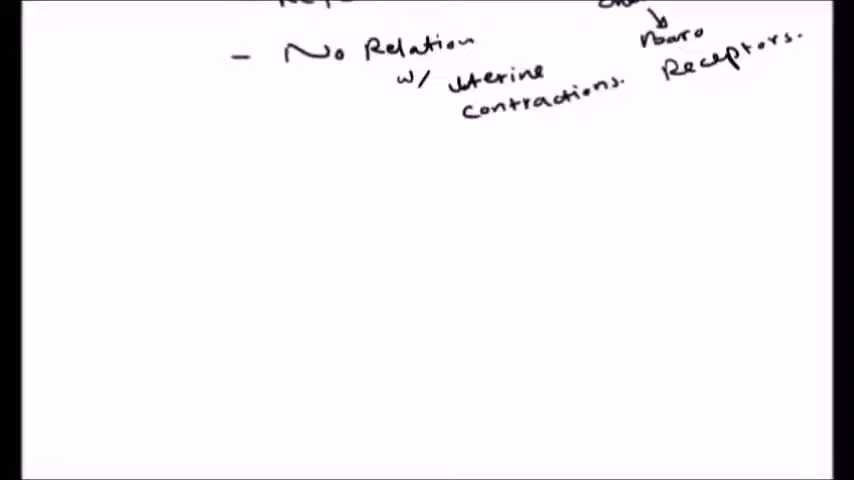 - No Relation
w/ uterine
contractions.
Baro
Receptors.